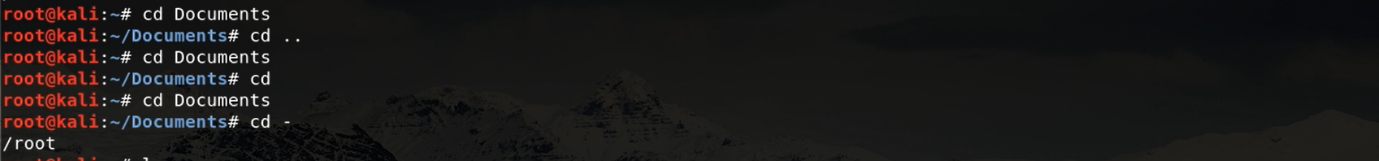 root@kali:~# cd Documents
root@kali:~/Documents# cd ..
root@kali:~# cd Documents
root@kali:~/Documents# cd
root@kali:~# cd Documents
root@kali:~/Documents# cd -
/root